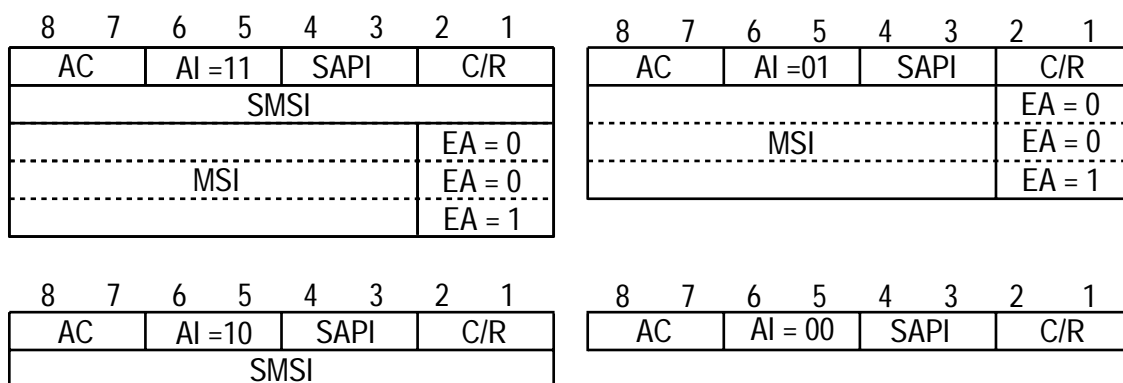 8 7 6 5 4 3 2 1
AC AI =11 SAPI C/R
SMSI
EA = 0
MSI EA = 0
EA = 1
8 7 6 5 4 3 2 1
AC AI =01 SAPI C/R
EA = 0
MSI EA = 0
EA = 1
8 7 6 5 4 3 2 1
AC AI =10 SAPI C/R
SMSI
8 7 6 5 4 3 2 1
AC AI = 00 SAPI C/R